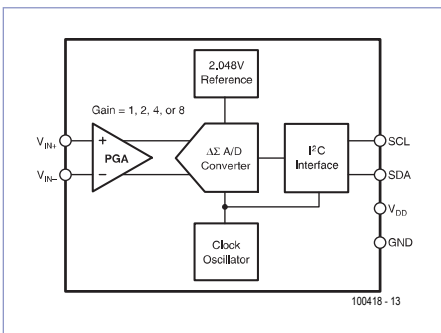 2.048V
Reference
Gain = 1, 2, 4, or 8
VIN+
+
PGA
VIN–
–
ΔΣ A/D
Converter
I²C
Interface
SCL
SDA
VDD
GND
Clock
Oscillator
100418 - 13